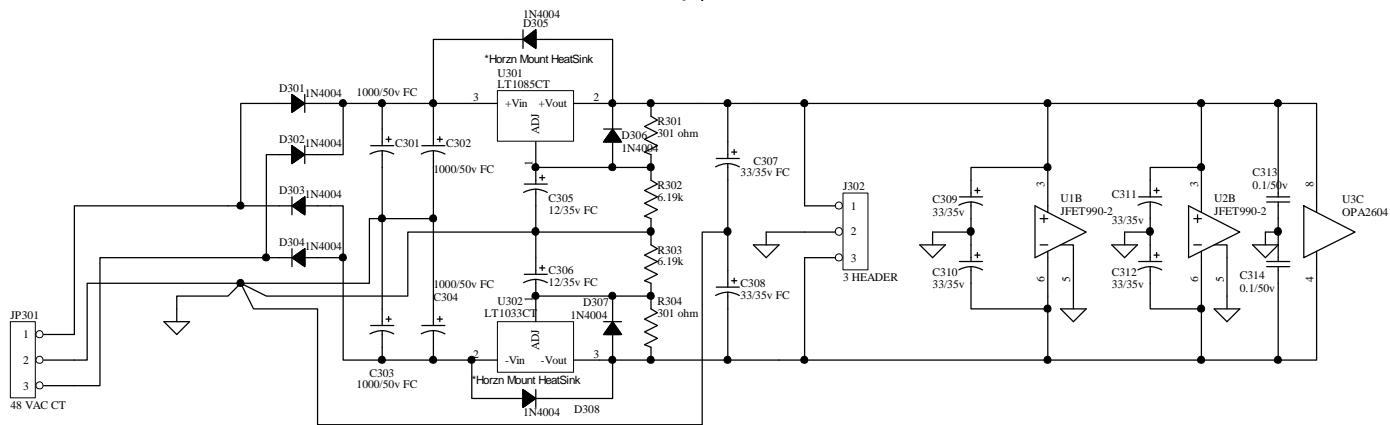 1N4004
D305
*Horzn Mount HeatSink
U301
LT1085CT
D301
1N4004
1000/50v FC
3
+Vin
+Vout
2
ADJ
1
R301
301 ohm
D306
1N4004
D302
1N4004
C301
C302
1000/50v FC
C307
33/35v FC
C305
12/35v FC
R302
6.19k
D303
1N4004
D304
1N4004
J302
1
2
3
3 HEADER
C309
33/35v
3
U1B
JFET990-2
C311
33/35v
3
U2B
JFET990-2
C313
0.1/50v
8
U3C
OPA2604
C310
33/35v
6
5
C312
33/35v
6
5
C314
0.1/50v
4
R303
6.19k
C306
12/35v FC
C308
33/35v FC
1000/50v FC
C304
U302
LT1033CT
1
D307
1N4004
R304
301 ohm
ADJ
2
-Vin
-Vout
3
JP301
1
2
3
48 VAC CT
C303
1000/50v FC
*Horzn Mount HeatSink
1N4004
D308